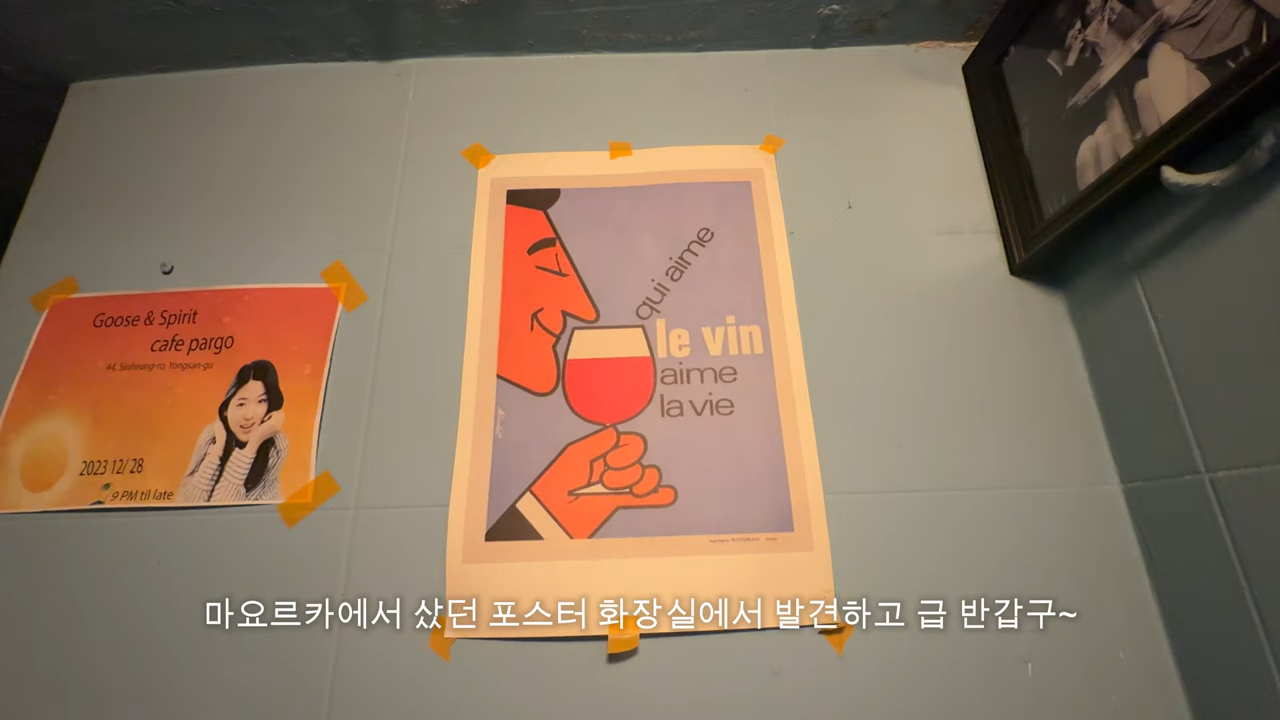 Goose & Spirit
cafe pargo
44, Sinheung-ro, Yongsan-gu
2023 12/ 28
9 PM til late
qui aime
le vin
aime
la vie
마요르카에서 샀던 포스터 화장실에서 발견하고 급 반갑구~